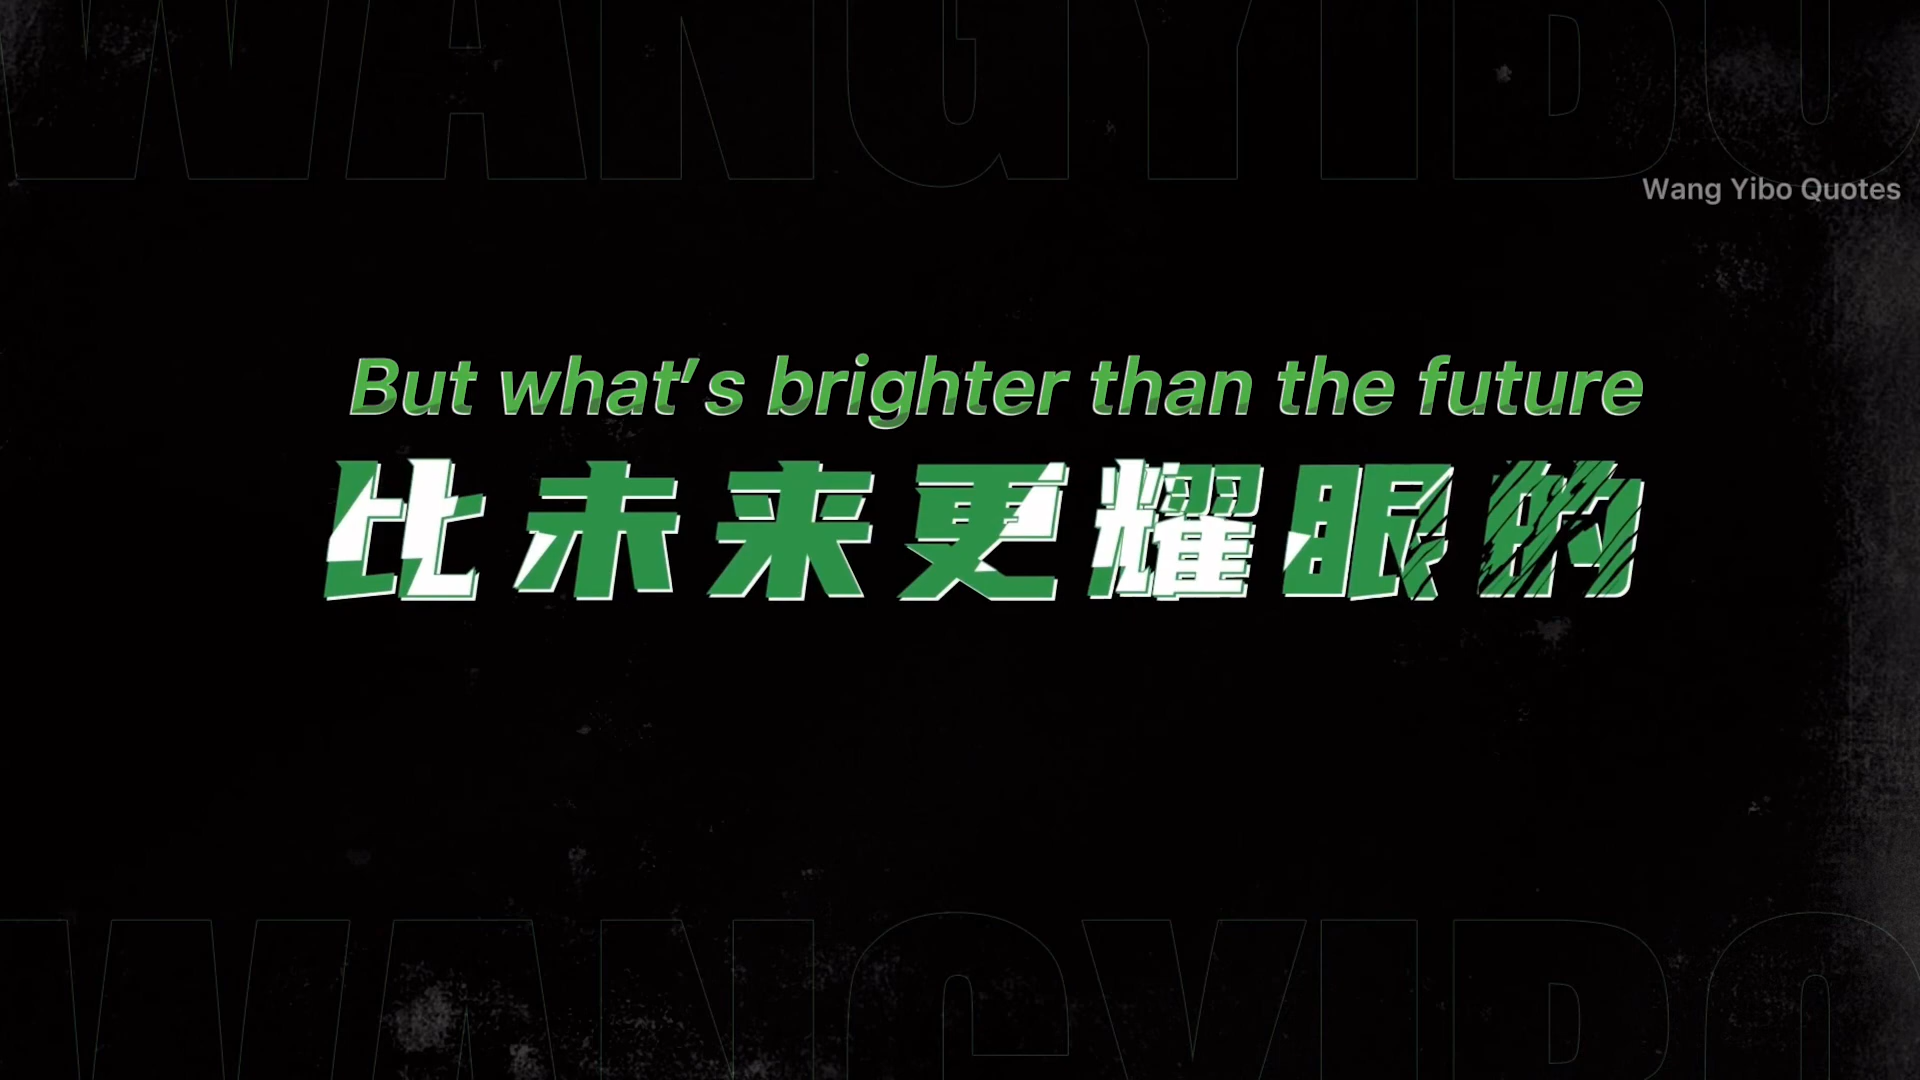 WANGYIBO
Wang Yibo Quotes
But what's brighter than the future
比未来更耀眼的
WANGYIBO